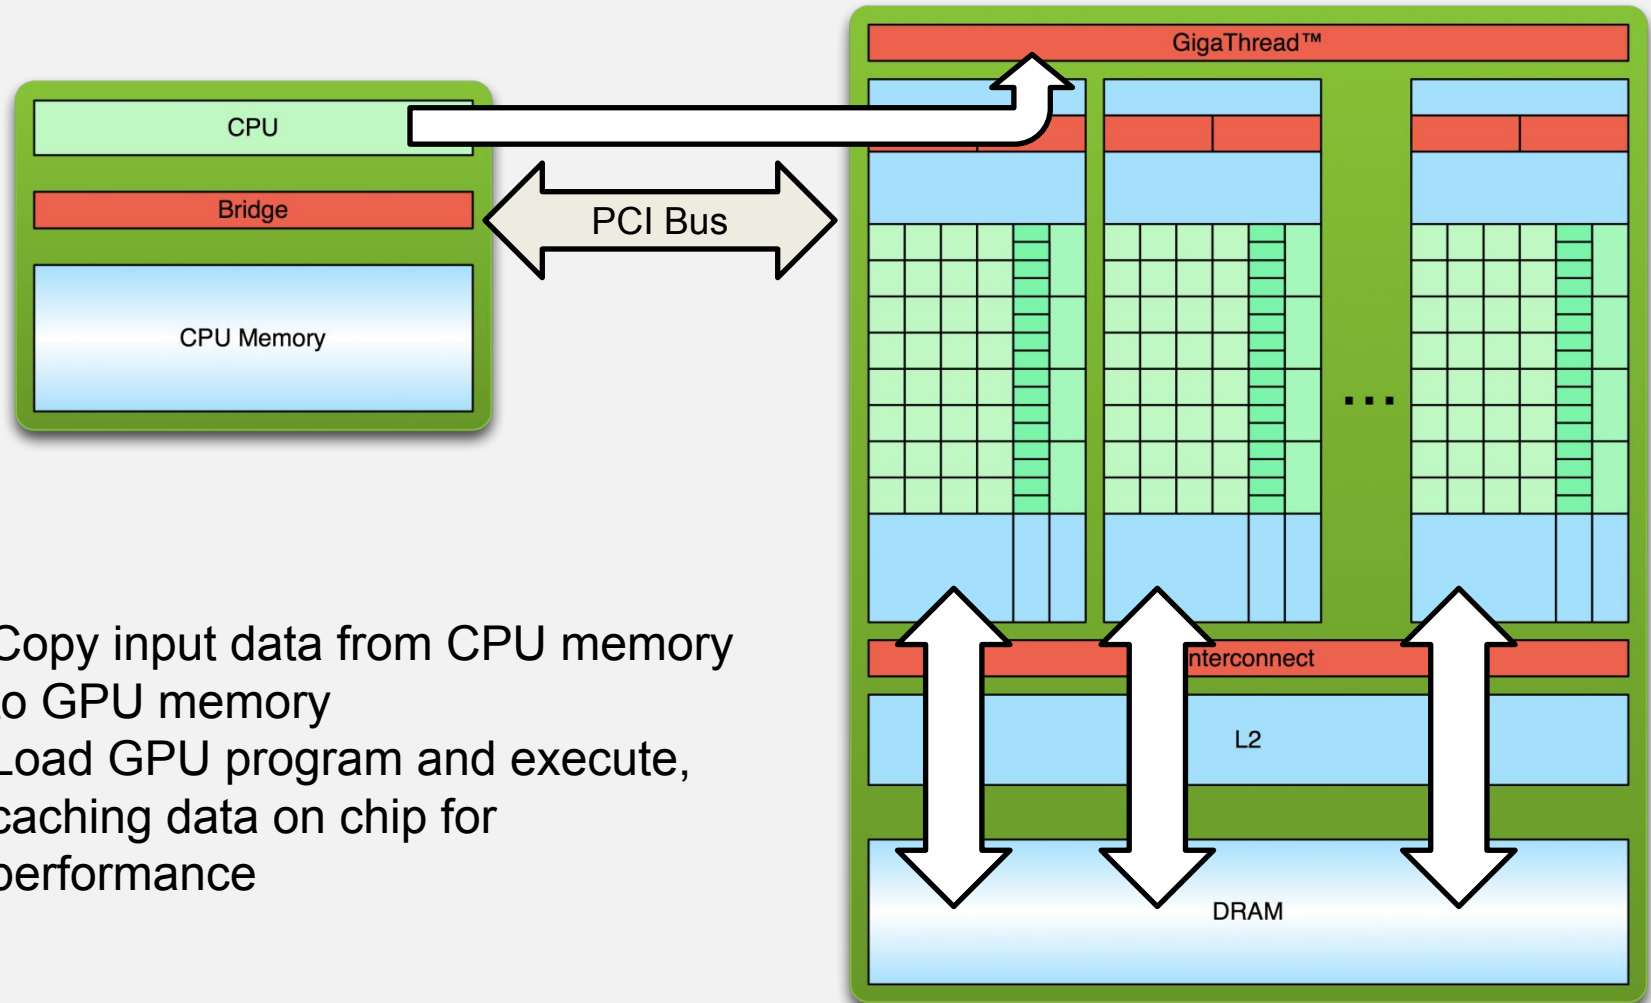 GigaThread™
CPU
Bridge
PCI Bus
CPU Memory
...
Copy input data from CPU memory
to GPU memory
Load GPU program and execute,
caching data on chip for
performance
nterconnect
L2
DRAM